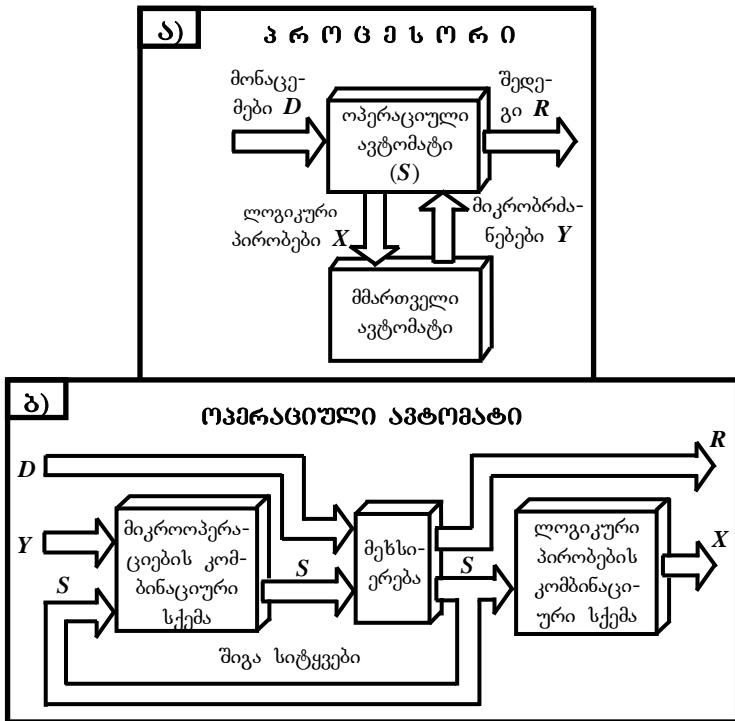 ა)
პ რ ო ც ე ს ო რ ი
მონაცე-
მები D
შედე-
გი R
ოპერაციული
ავტომატი
(S)
ლოგიკური
პირობები X
მიკრობრძა-
ნებები Y
მმართველი
ავტომატი
ბ)
ოპერაციული ავტომატი
D
R
Y
მიკროოპერა-
ციების კომ-
ბინაციური
სქემა
S
S
მეხსი-
ერება
S
ლოგიკური
პირობების
კომბინაცი-
ური სქემა
X
შიგა სიტყვები